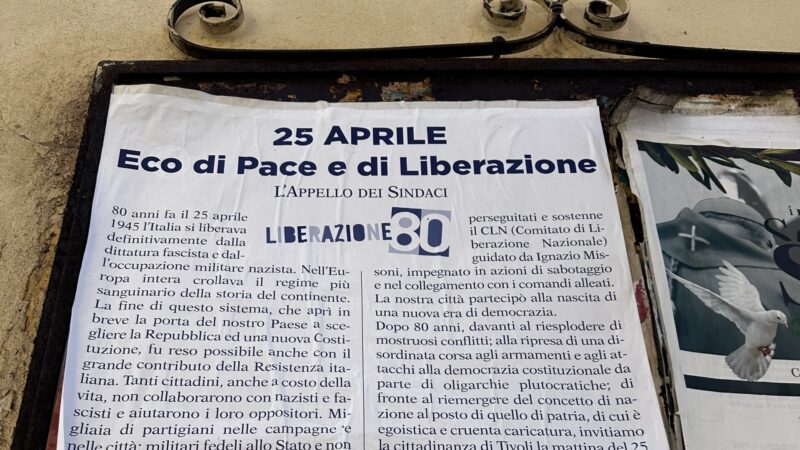 25 APRILE
Eco di Pace e di Liberazione
L'APPELLO DEI SINDACI
80 anni fa il 25 aprile
1945 l'Italia si liberava
definitivamente dalla
dittatura fascista e dal-
l'occupazione militare nazista. Nell'Eu-
ropa intera crollava il regime più
sanguinario della storia del continente.
La fine di questo sistema, che aprì in
breve la porta del nostro Paese a sce-
gliere la Repubblica ed una nuova Costi-
tuzione, fu reso possibile anche con il
grande contributo della Resistenza ita-
liana. Tanti cittadini, anche a costo della
vita, non collaborarono con nazisti e fa-
scisti e aiutarono i loro oppositori. Mi-
gliaia di partigiani nelle campagne e
nelle città; militari fedeli allo Stato e non
LIBERAZIONE80
perseguitati e sostenne
il CLN (Comitato di Li-
berazione Nazionale)
guidato da Ignazio Mis-
soni, impegnato in azioni di sabotaggio
e nel collegamento con i comandi alleati.
La nostra città partecipò alla nascita di
una nuova era di democrazia.
Dopo 80 anni, davanti al riesplodere di
mostruosi conflitti; alla ripresa di una di-
sordinata corsa agli armamenti e agli at-
tacchi alla democrazia costituzionale da
parte di oligarchie plutocratiche; di
fronte al riemergere del concetto di na-
zione al posto di quello di patria, di cui è
egoistica e cruenta caricatura, invitiamo
la cittadinanza di Tivoli la mattina del 25